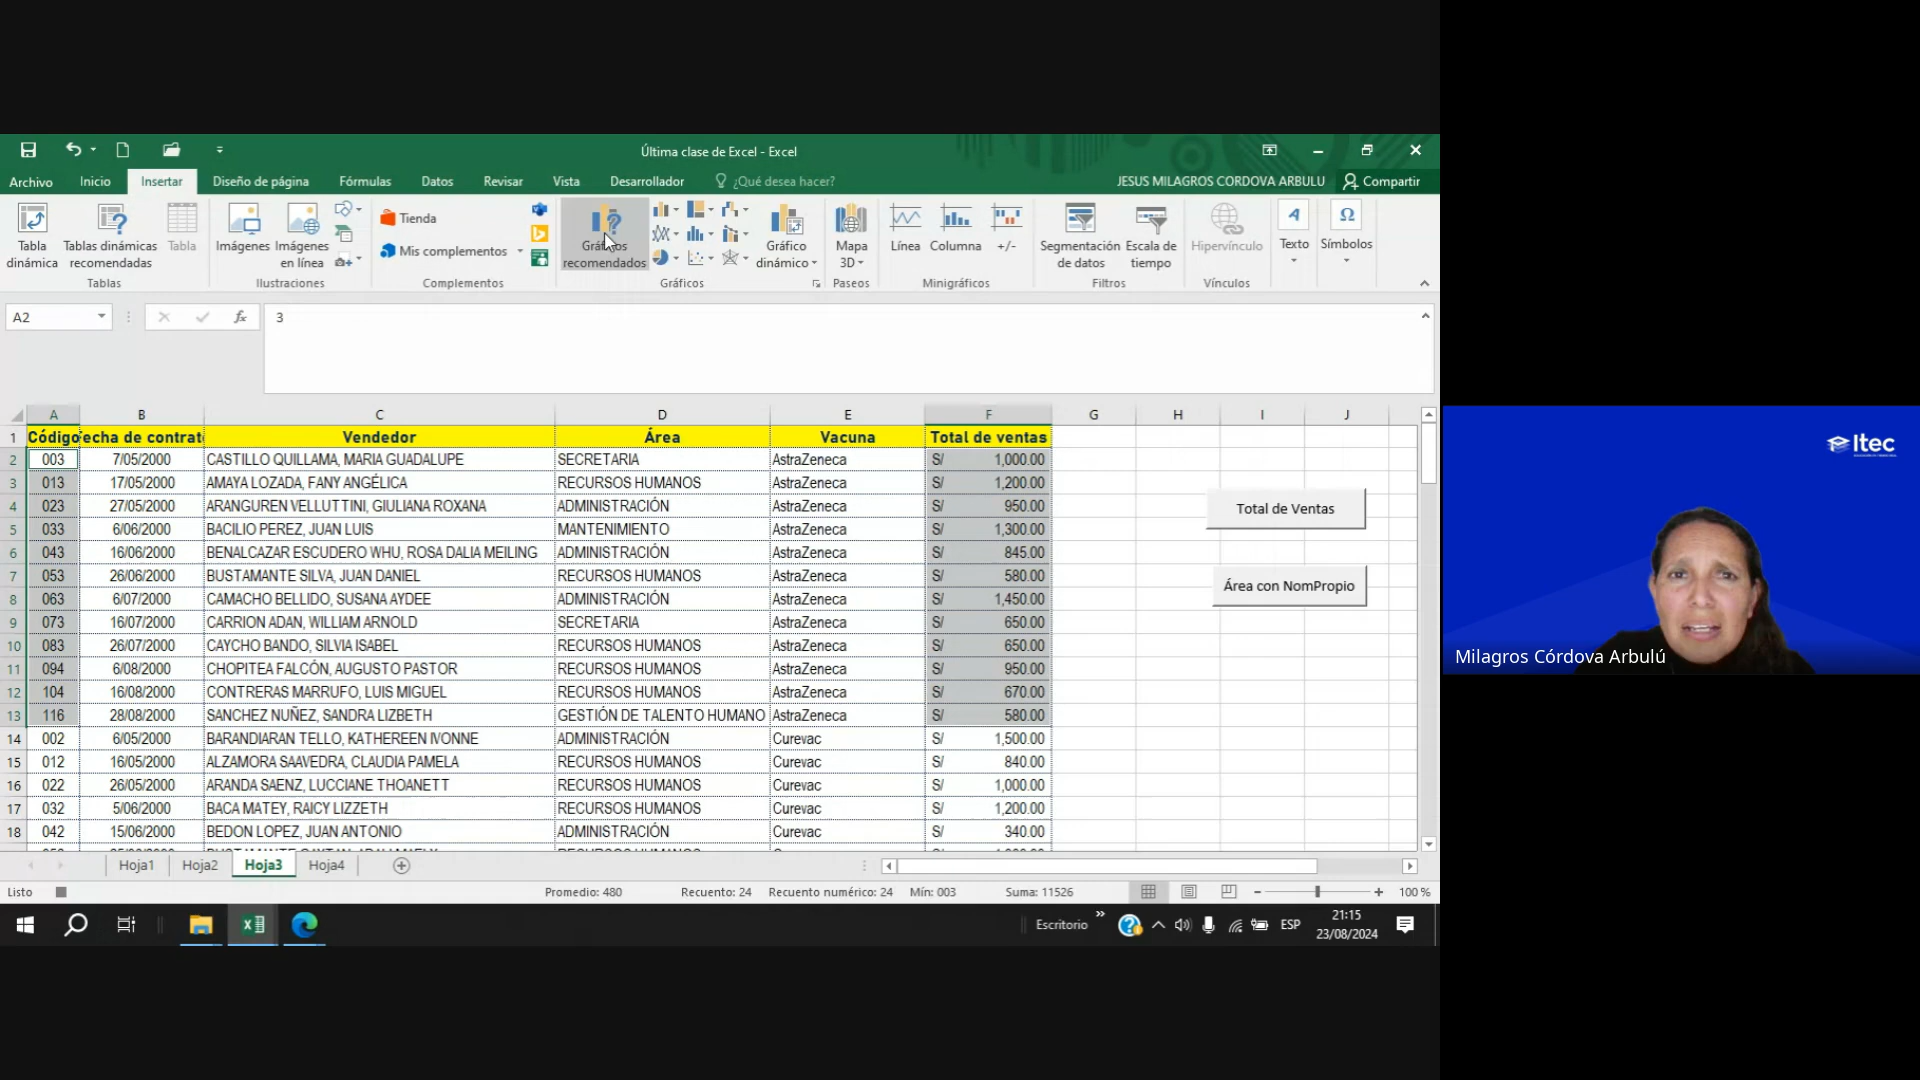 Última clase de Excel - Excel
Archivo Inicio Insertar Diseño de página Fórmulas Datos Revisar Vista Desarrollador ¿Qué desea hacer? JESUS MILAGROS CORDOVA ARBULU Compartir
Tabla dinámica Tablas dinámicas recomendadas Tabla Imágenes Imágenes en línea Tienda Mis complementos Gráficos recomendados Gráfico dinámico Mapa 3D Línea Columna +/- Segmentación de datos Escala de tiempo Hipervínculo Texto Símbolos
Tablas Ilustraciones Complementos Gráficos Paseos Minigráficos Filtros Vínculos
A2 fx 3
A B C D E F G H I J
1 Código Vendedor Área Vacuna Total de ventas
2 003 7/05/2000 CASTILLO QUILLAMA, MARIA GUADALUPE SECRETARIA AstraZeneca S/ 1,000.00
3 013 17/05/2000 AMAYA LOZADA, FANY ANGÉLICA RECURSOS HUMANOS AstraZeneca S/ 1,200.00
4 023 27/05/2000 ARANGUREN VELLUTTINI, GIULIANA ROXANA ADMINISTRACIÓN AstraZeneca S/ 950.00
Total de Ventas
5 033 6/06/2000 BACILIO PEREZ, JUAN LUIS MANTENIMIENTO AstraZeneca S/ 1,300.00
6 043 16/06/2000 BENALCAZAR ESCUDERO WHU, ROSA DALIA MEILING ADMINISTRACIÓN AstraZeneca S/ 845.00
7 053 26/06/2000 BUSTAMANTE SILVA, JUAN DANIEL RECURSOS HUMANOS AstraZeneca S/ 580.00
Área con NomPropio
8 063 6/07/2000 CAMACHO BELLIDO, SUSANA AYDEE ADMINISTRACIÓN AstraZeneca S/ 1,450.00
9 073 16/07/2000 CARRION ADAN, WILLIAM ARNOLD SECRETARIA AstraZeneca S/ 650.00
10 083 26/07/2000 CAYCHO BANDO, SILVIA ISABEL RECURSOS HUMANOS AstraZeneca S/ 650.00
11 094 6/08/2000 CHOPITEA FALCÓN, AUGUSTO PASTOR RECURSOS HUMANOS AstraZeneca S/ 950.00
12 104 16/08/2000 CONTRERAS MARRUFO, LUIS MIGUEL RECURSOS HUMANOS AstraZeneca S/ 670.00
13 116 28/08/2000 SANCHEZ NUÑEZ, SANDRA LIZBETH GESTIÓN DE TALENTO HUMANO AstraZeneca S/ 580.00
14 002 6/05/2000 BARANDIARAN TELLO, KATHEREEN IVONNE ADMINISTRACIÓN Curevac S/ 1,500.00
15 012 16/05/2000 ALZAMORA SAAVEDRA, CLAUDIA PAMELA RECURSOS HUMANOS Curevac S/ 840.00
16 022 26/05/2000 ARANDA SAENZ, LUCCIANE THOANETT RECURSOS HUMANOS Curevac S/ 1,000.00
17 032 5/06/2000 BACA MATEY, RAICY LIZZETH RECURSOS HUMANOS Curevac S/ 1,200.00
18 042 15/06/2000 BEDON LOPEZ, JUAN ANTONIO ADMINISTRACIÓN Curevac S/ 340.00
Hoja1 Hoja2 Hoja3 Hoja4
Listo Promedio: 480 Recuento: 24 Recuento numérico: 24 Mín: 003 Suma: 11526 100 %
Escritorio ESP 21:15
23/08/2024
Itec
Milagros Córdova Arbulú